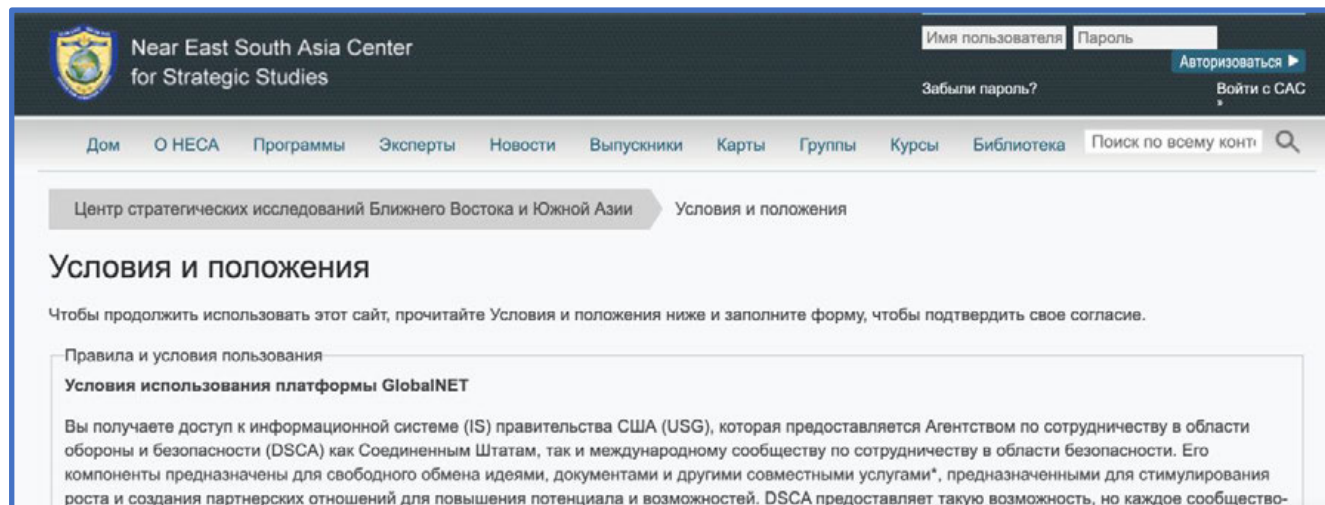 Near East South Asia Center
for Strategic Studies
Имя пользователя
Пароль
Авторизоваться
Забыли пароль?
Войти с CAC
»
Дом О НЕСА Программы Эксперты Новости Выпускники Карты Группы Курсы Библиотека Поиск по всему конт
Центр стратегических исследований Ближнего Востока и Южной Азии Условия и положения
Условия и положения
Чтобы продолжить использовать этот сайт, прочитайте Условия и положения ниже и заполните форму, чтобы подтвердить свое согласие.
Правила и условия пользования
Условия использования платформы GlobalNET
Вы получаете доступ к информационной системе (IS) правительства США (USG), которая предоставляется Агентством по сотрудничеству в области
обороны и безопасности (DSCA) как Соединенным Штатам, так и международному сообществу по сотрудничеству в области безопасности. Его
компоненты предназначены для свободного обмена идеями, документами и другими совместными услугами*, предназначенными для стимулирования
роста и создания партнерских отношений для повышения потенциала и возможностей. DSCA предоставляет такую возможность, но каждое сообщество-